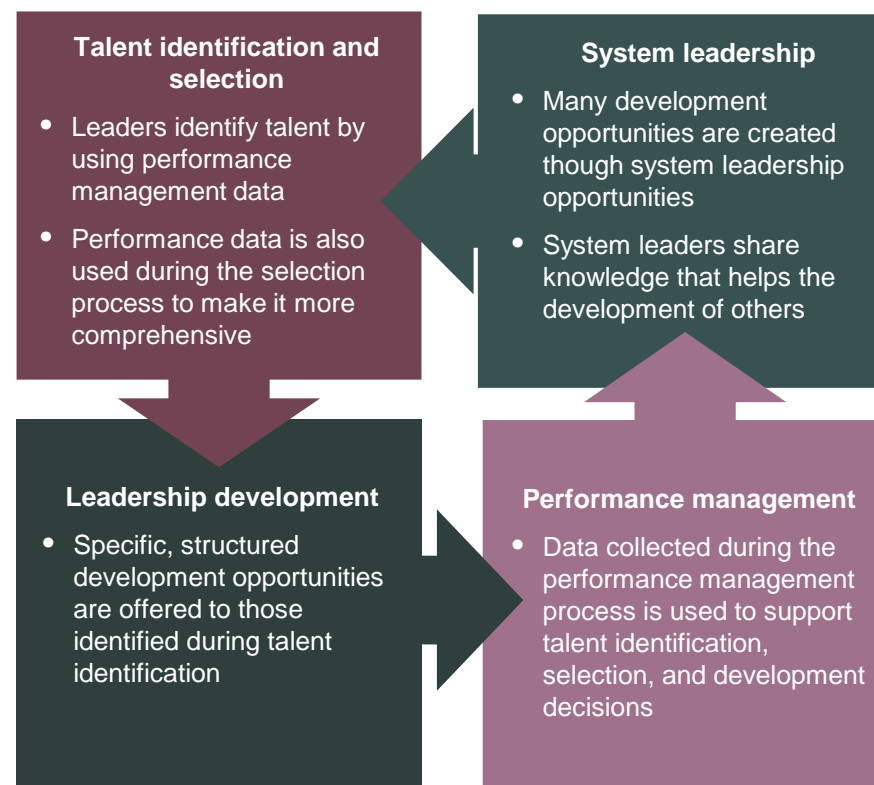 Talent identification and
selection
• Leaders identify talent by
using performance
management data
• Performance data is also
used during the selection
process to make it more
comprehensive
System leadership
• Many development
opportunities are created
though system leadership
opportunities
• System leaders share
knowledge that helps the
development of others
Leadership development
• Specific, structured
development opportunities
are offered to those
identified during talent
identification
Performance management
• Data collected during the
performance management
process is used to support
talent identification,
selection, and development
decisions